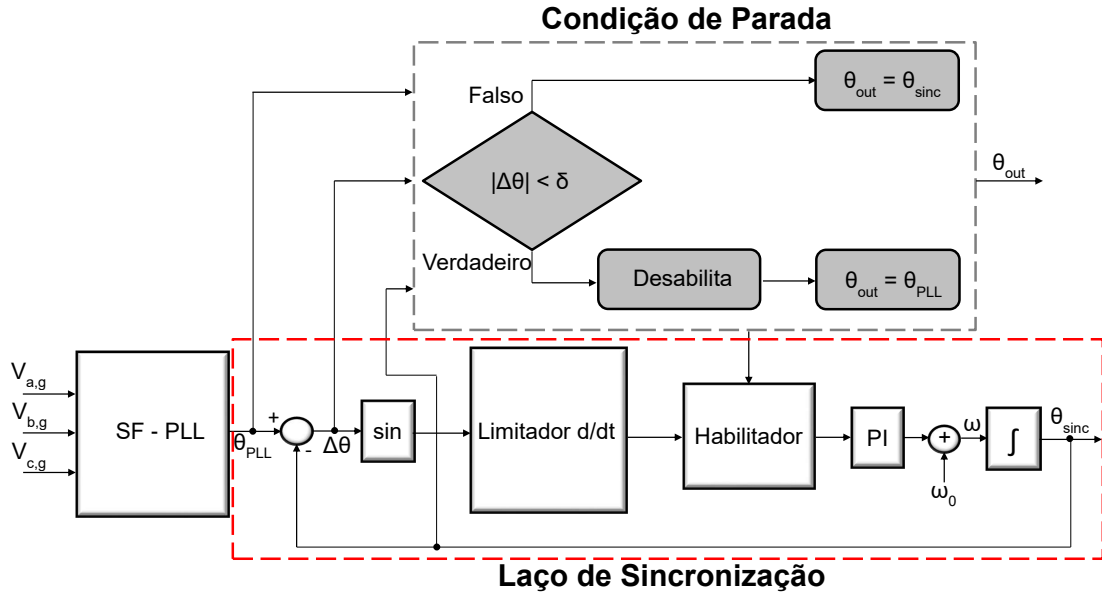 Condição de Parada
Falso
θout = θsinc
|Δθ| < δ
θout
Verdadeiro
Desabilita
θout = θPLL
Va,g
Vb,g
Vc,g
SF - PLL
θPLL
+
-
Δθ
sin
Limitador d/dt
Habilitador
PI
+
ω0
ω
∫
θsinc
Laço de Sincronização